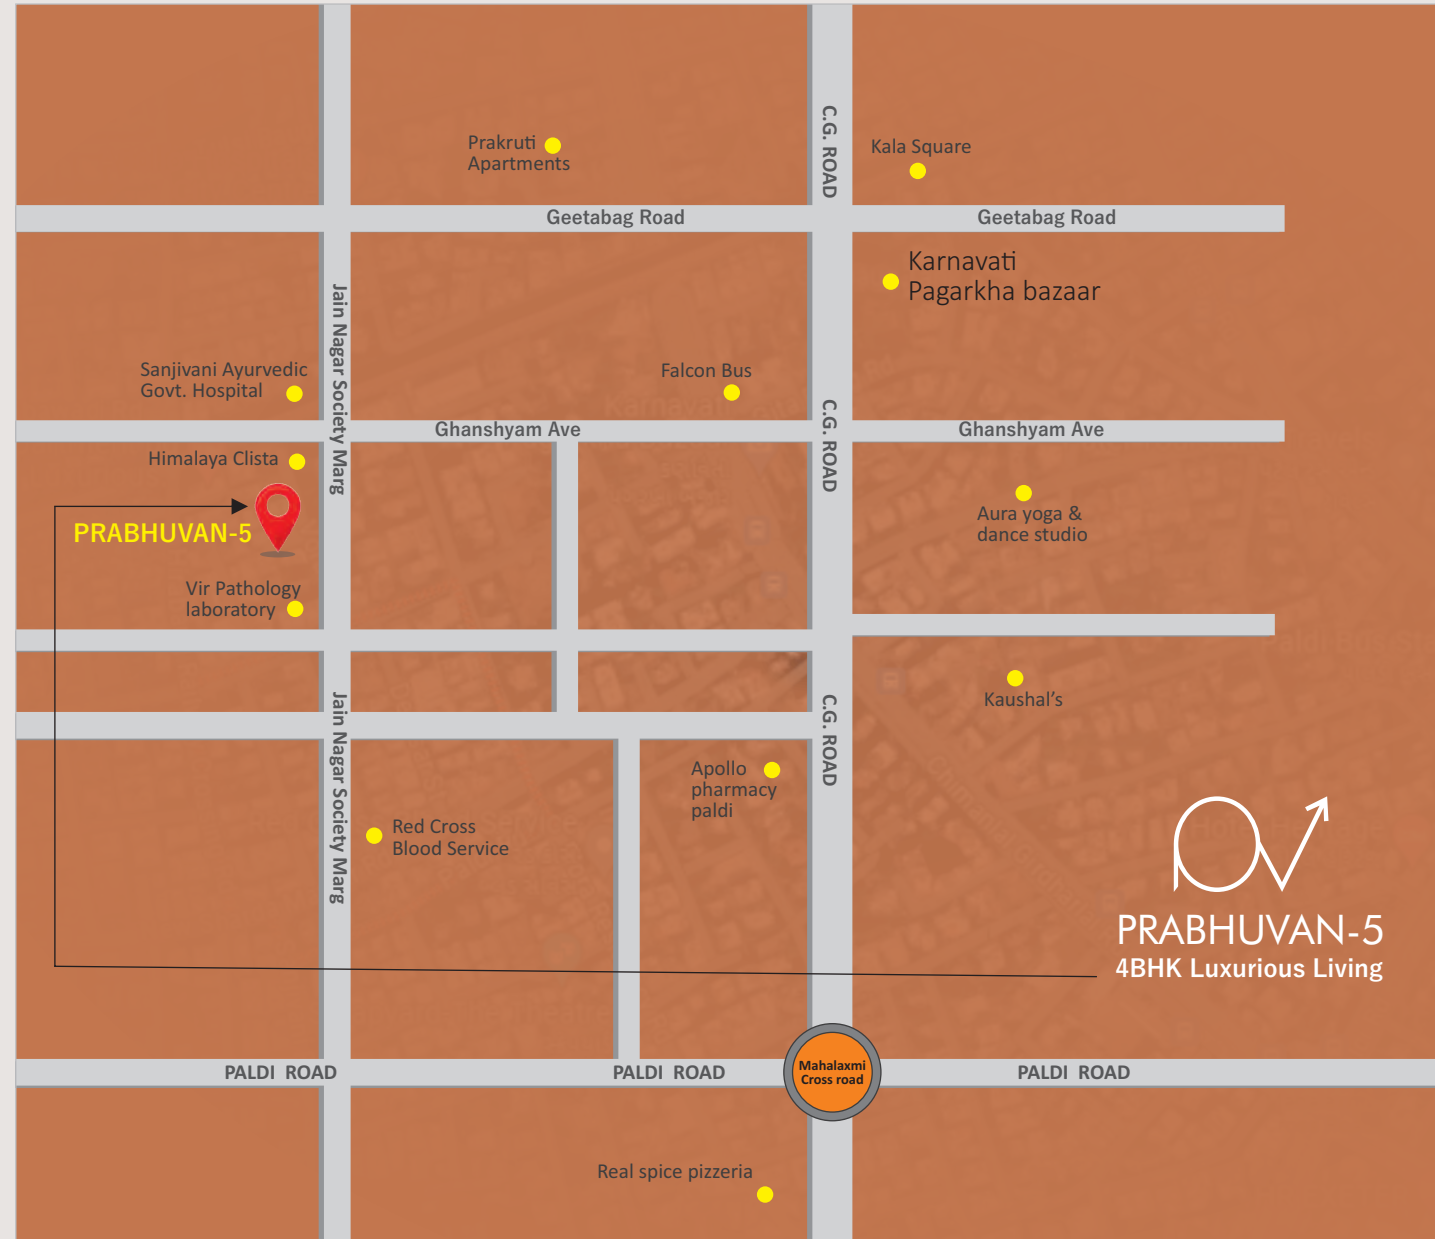 Prakruti
Apartments
C.G. ROAD
Kala Square
Geetabag Road
Geetabag Road
Karnavati
Pagarkha bazaar
Jain Nagar Society Marg
Sanjivani Ayurvedic
Govt. Hospital
Falcon Bus
C.G. ROAD
Ghanshyam Ave
Ghanshyam Ave
Himalaya Clista
PRABHUVAN-5
Aura yoga &
dance studio
Vir Pathology
laboratory
Kaushal's
Jain Nagar Society Marg
C.G. ROAD
Apollo
pharmacy
paldi
Red Cross
Blood Service
PRABHUVAN-5
4BHK Luxurious Living
PALDI ROAD
PALDI ROAD
Mahalaxmi
Cross road
PALDI ROAD
Real spice pizzeria